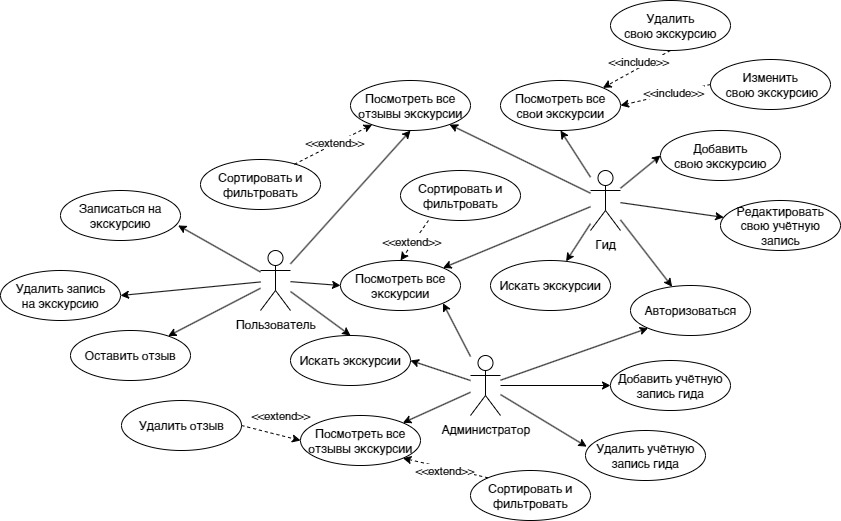 Удалить
свою экскурсию
<<include>>
Изменить
свою экскурсию
<<include>>
Посмотреть все
отзывы экскурсии
Посмотреть все
свои экскурсии
<<extend>>
Сортировать и
фильтровать
Добавить
свою экскурсию
Сортировать и
фильтровать
Записаться на
экскурсию
Редактировать
свою учётную
запись
Гид
<<extend>>
Удалить запись
на экскурсию
Посмотреть все
экскурсии
Искать экскурсии
Пользователь
Авторизоваться
Оставить отзыв
Искать экскурсии
Добавить учётную
запись гида
Администратор
<<extend>>
Удалить отзыв
Посмотреть все
отзывы экскурсии
Удалить учётную
запись гида
<<extend>>
Сортировать и
фильтровать